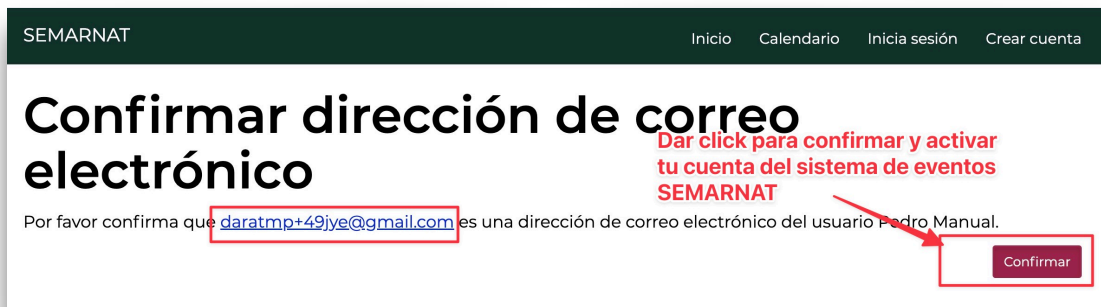 SEMARNAT
Inicio Calendario Inicia sesión Crear cuenta
Confirmar dirección de correo
electrónico
Dar click para confirmar y activar
tu cuenta del sistema de eventos
SEMARNAT
Por favor confirma que daratmp+49jye@gmail.com es una dirección de correo electrónico del usuario Pedro Manual.
Confirmar